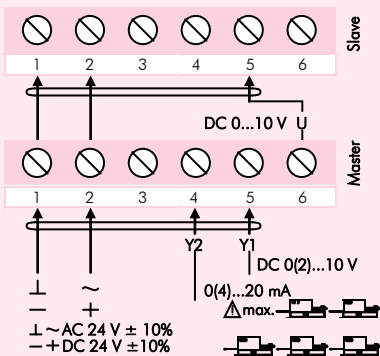 Slave
1 2 3 4 5 6
DC 0...10 V U
Master
1 2 3 4 5 6
Y2 Y1
DC 0(2)...10 V
⊥ ~
0(4)...20 mA
− +
⚠ max.
⊥ ~ AC 24 V ± 10%
− + DC 24 V ± 10%